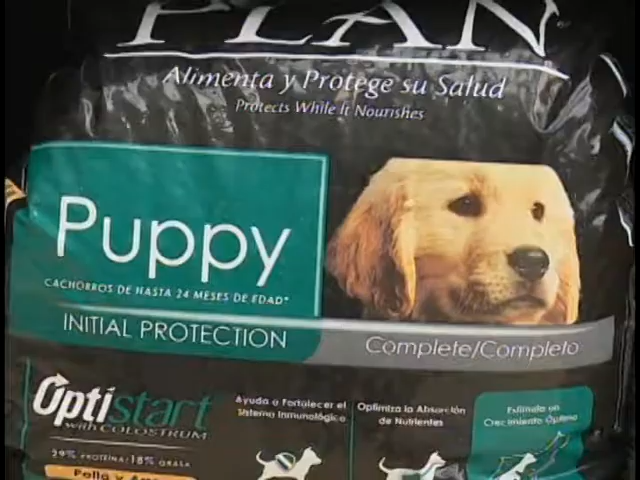 PLAN
Alimenta y Protege su Salud
Protects While It Nourishes
Puppy
CACHORROS DE HASTA 24 MESES DE EDAD*
INITIAL PROTECTION
Complete/Completo
Optistart
with COLOSTRUM
29% PROTEINA/18% GRASA
Pollo y
Ayuda a Fortalecer el
Sistema Inmunológico
Optimiza la Absorción
de Nutrientes
Estimula un
Crecimiento Óptimo